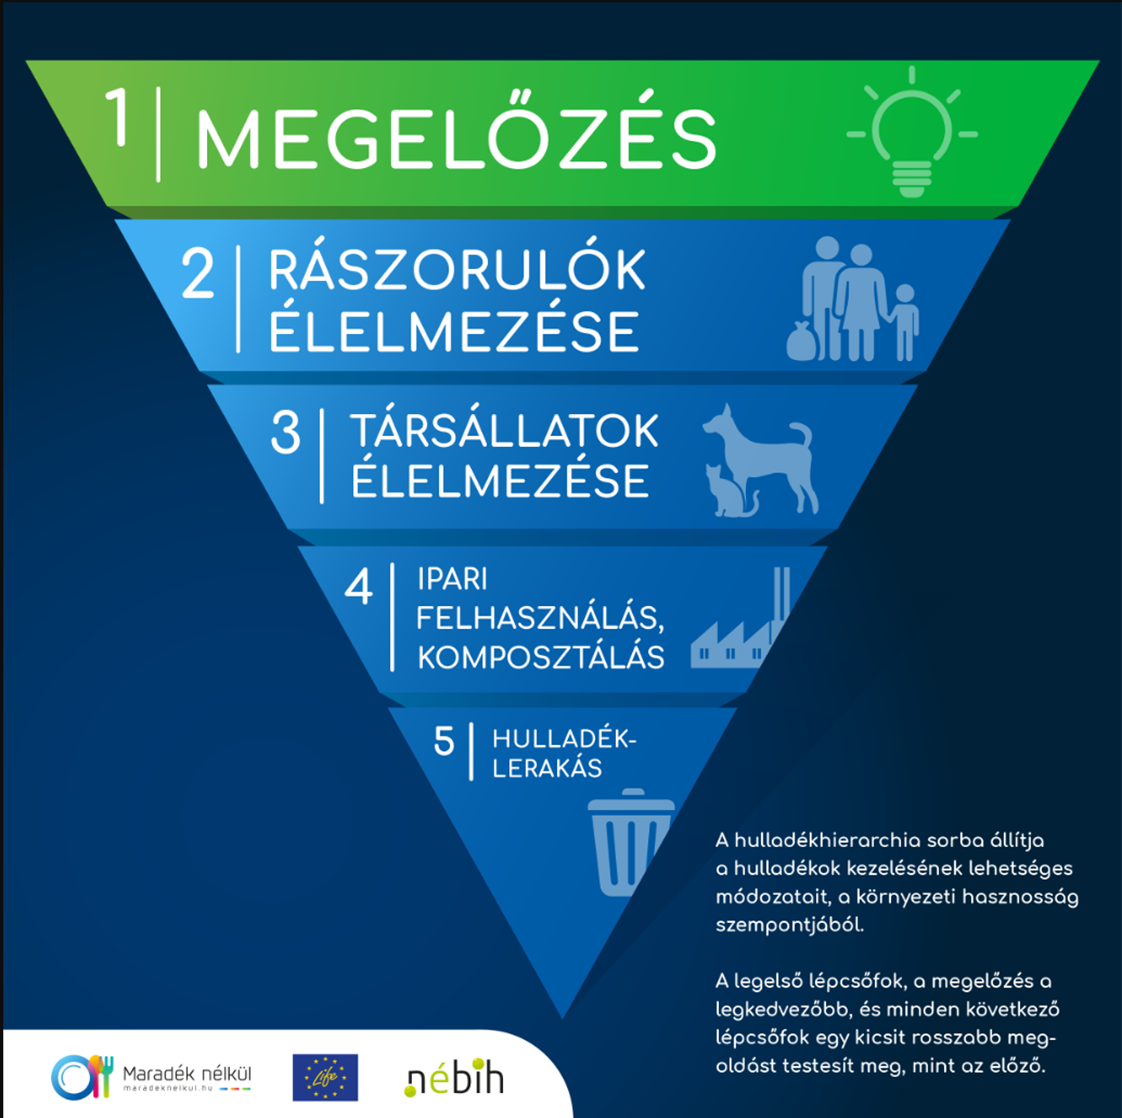 1
MEGELŐZÉS
2
RÁSZORULÓK
ÉLELMEZÉSE
3
TÁRSÁLLATOK
ÉLELMEZÉSE
4
IPARI
FELHASZNÁLÁS,
KOMPOSZTÁLÁS
5
HULLADÉK-
LERAKÁS
A hulladékhierarchia sorba állítja
a hulladékok kezelésének lehetséges
módozatait, a környezeti hasznosság
szempontjából.
A legelső lépcsőfok, a megelőzés a
legkedvezőbb, és minden következő
lépcsőfok egy kicsit rosszabb meg-
oldást testesít meg, mint az előző.
Maradék nélkül
maradeknelkul.hu
Life
nébih